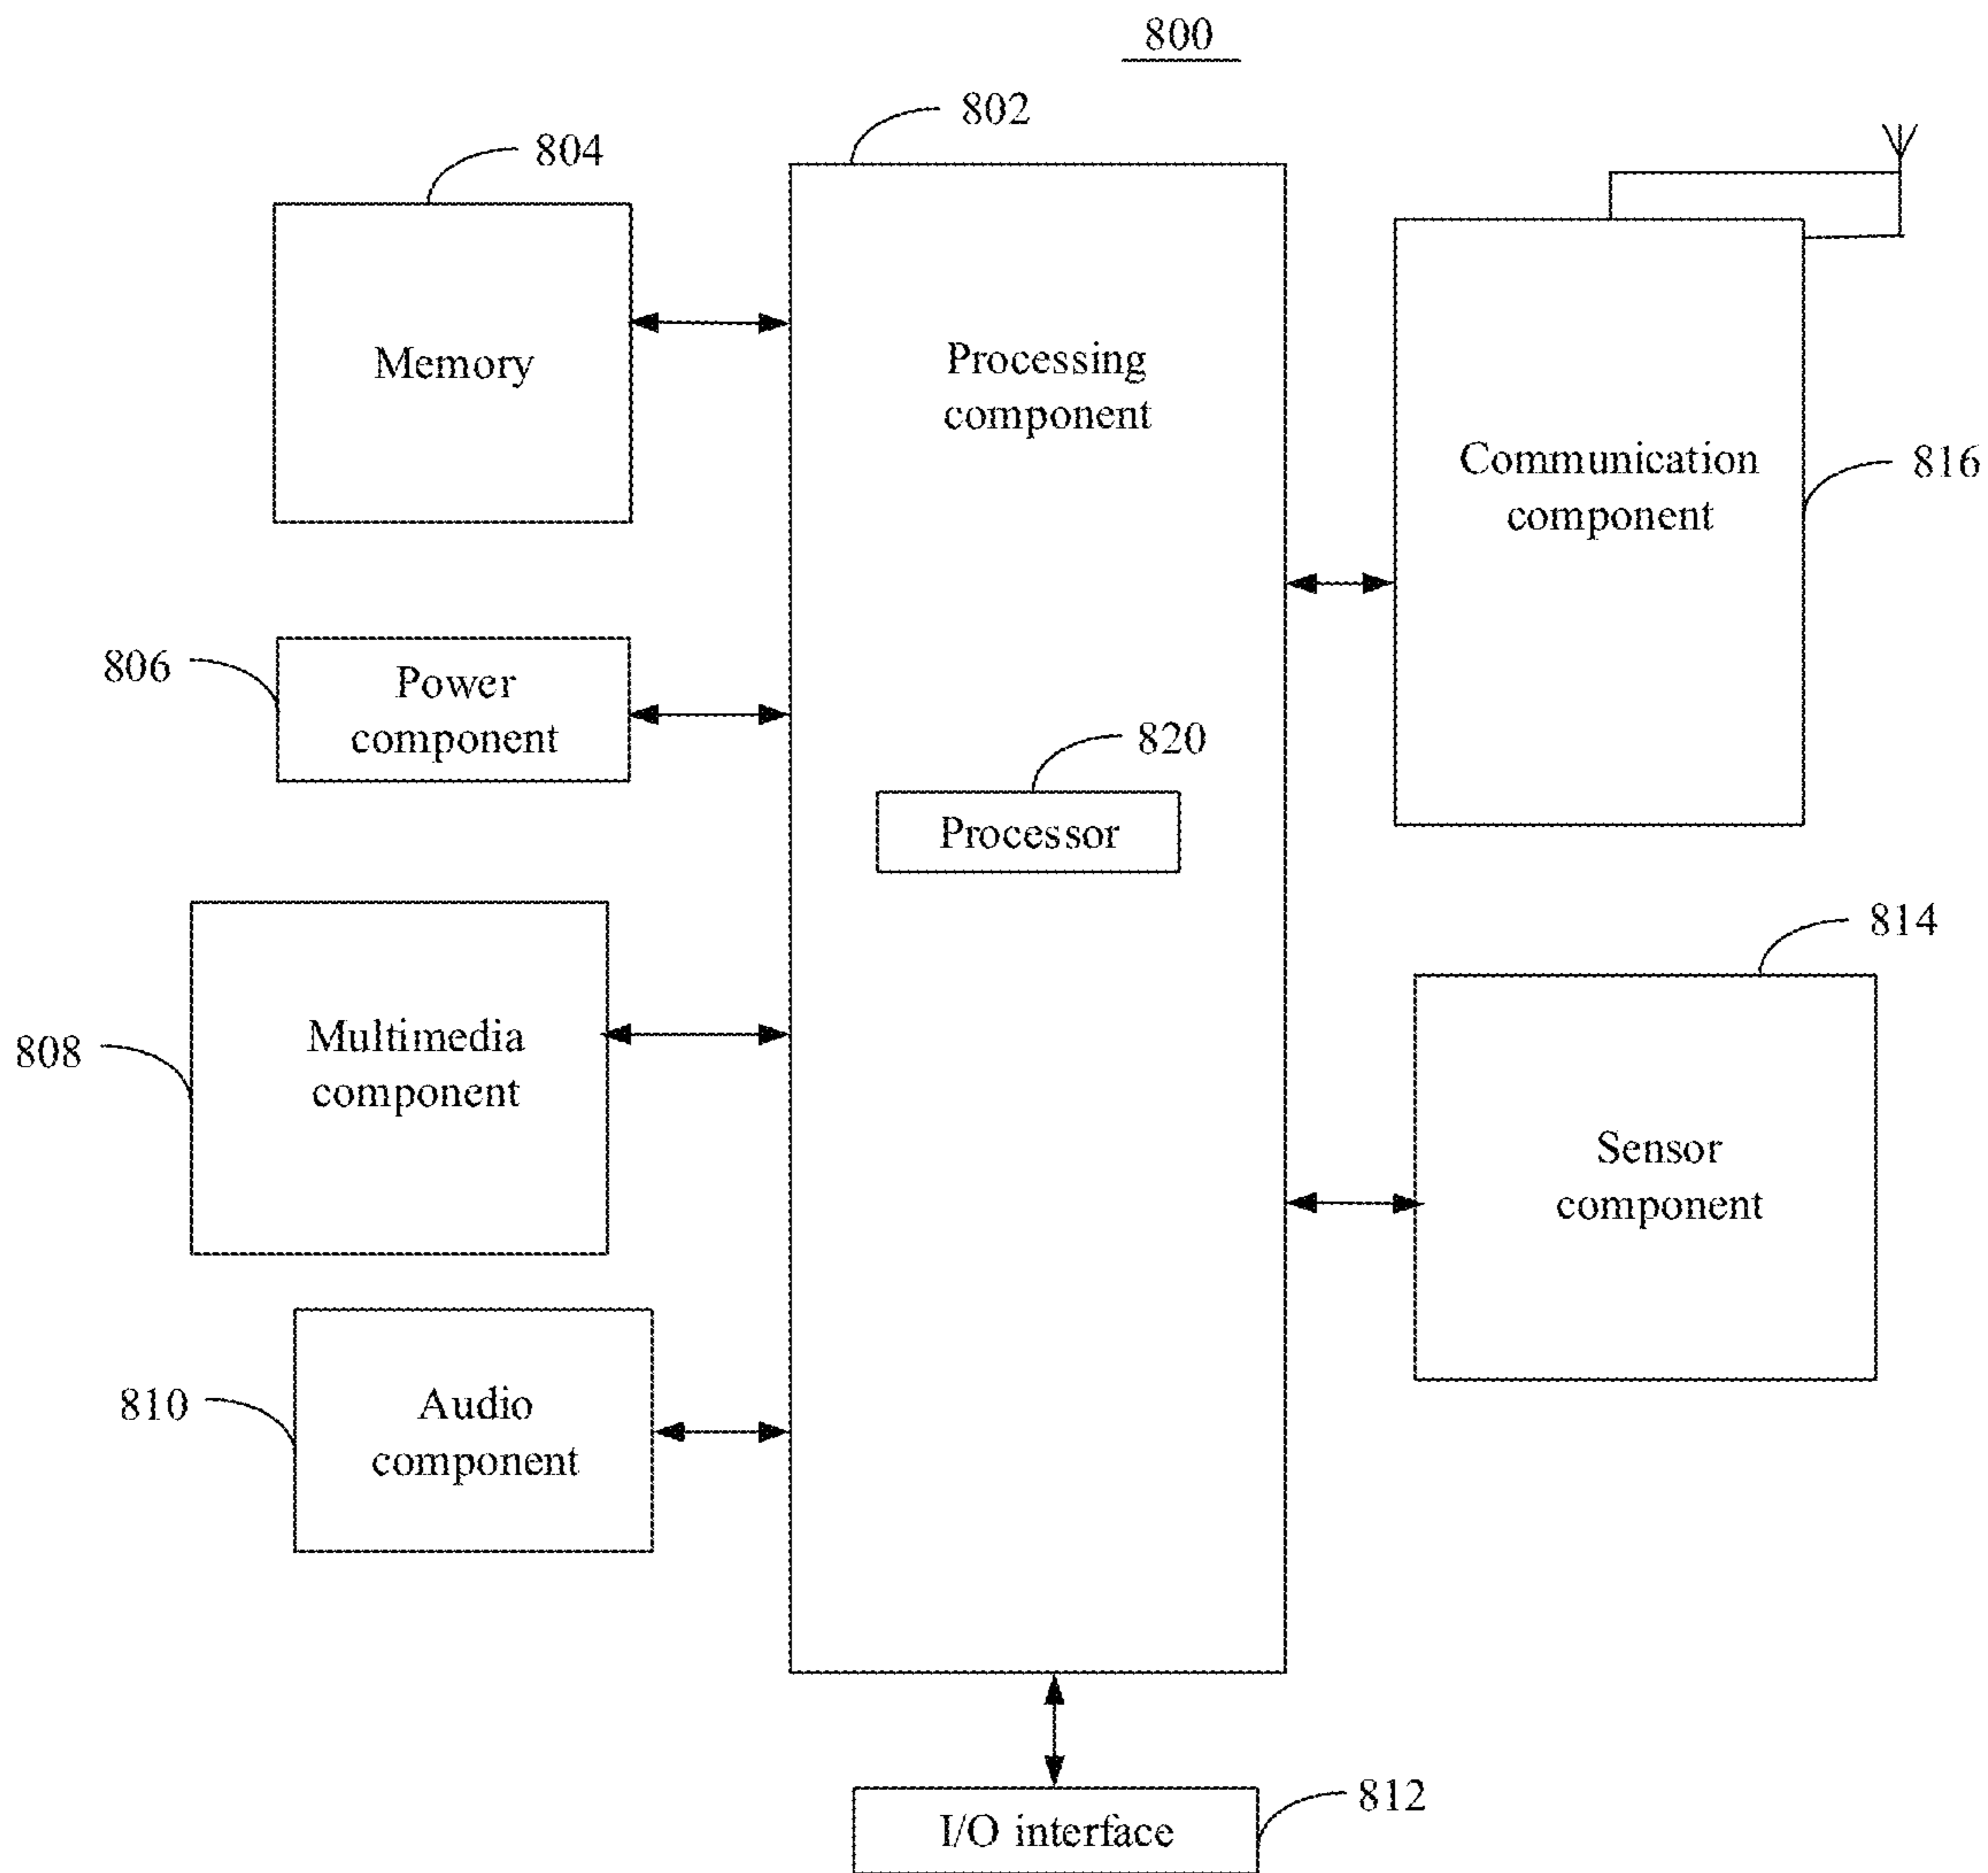 800
802
804
Memory
Processing
component
Communication
component
816
806
Power
component
820
Processor
814
808
Multimedia
component
Sensor
component
810
Audio
component
812
I/O interface